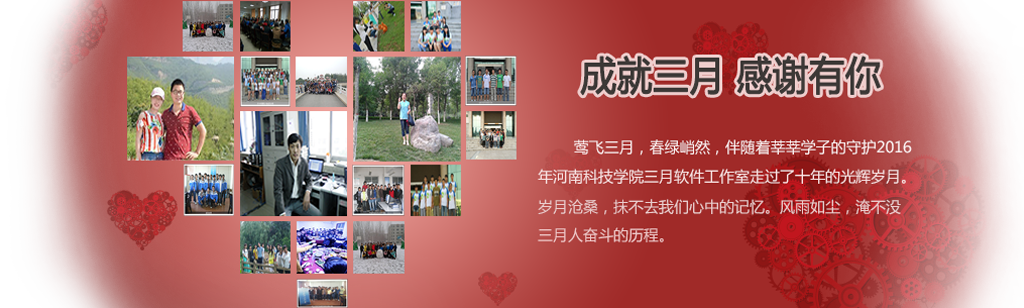 成就三月 感谢有你
莺飞三月，春绿峭然，伴随着莘莘学子的守护2016
年河南科技学院三月软件工作室走过了十年的光辉岁月。
岁月沧桑，抹不去我们心中的记忆。风雨如尘，淹不没
三月人奋斗的历程。